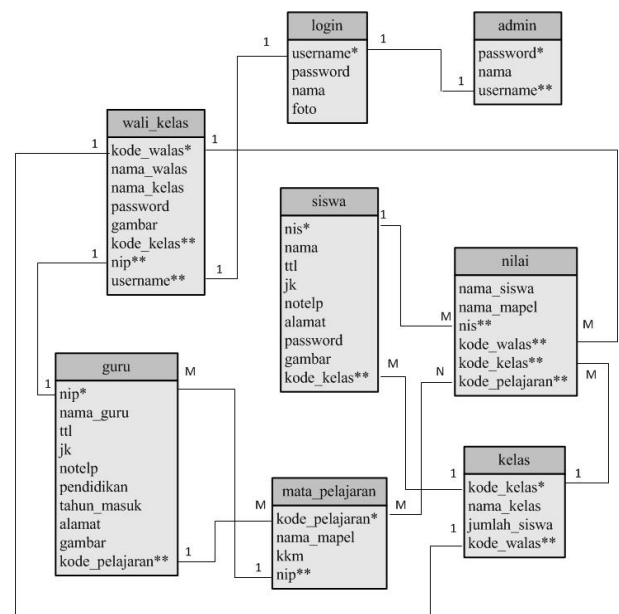 login
username*
password
nama
foto
admin
password*
nama
username**
1
1
1
1
wali_kelas
kode_walas*
nama_walas
nama_kelas
password
gambar
kode_kelas**
nip**
username**
1
1
1
siswa
nis*
nama
ttl
jk
notelp
alamat
password
gambar
kode_kelas**
1
M
nilai
nama_siswa
nama_mapel
nis**
kode_walas**
kode_kelas**
kode_pelajaran**
M
M
M
N
guru
nip*
nama_guru
ttl
jk
notelp
pendidikan
tahun_masuk
alamat
gambar
kode_pelajaran**
1
M
1
mata_pelajaran
kode_pelajaran*
nama_mapel
kkm
nip**
M
M
1
kelas
kode_kelas*
nama_kelas
jumlah_siswa
kode_walas**
1
1
1